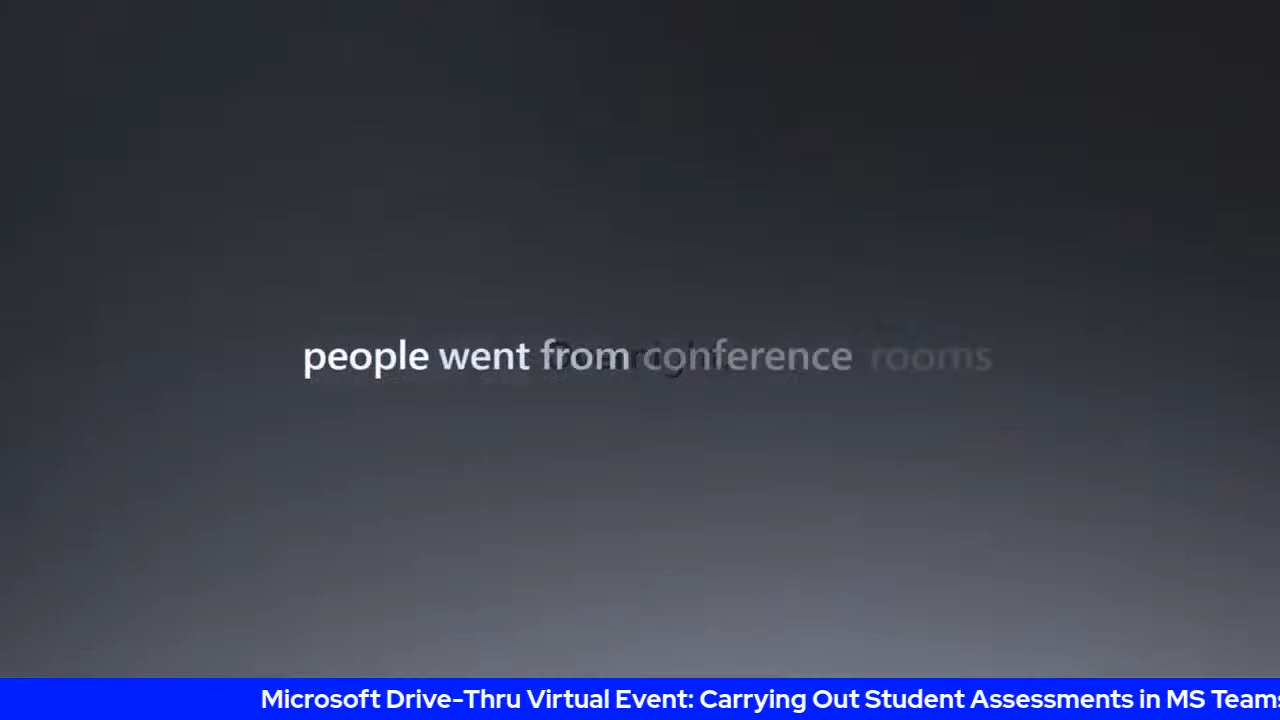 people went from conference rooms
Microsoft Drive-Thru Virtual Event: Carrying Out Student Assessments in MS Teams